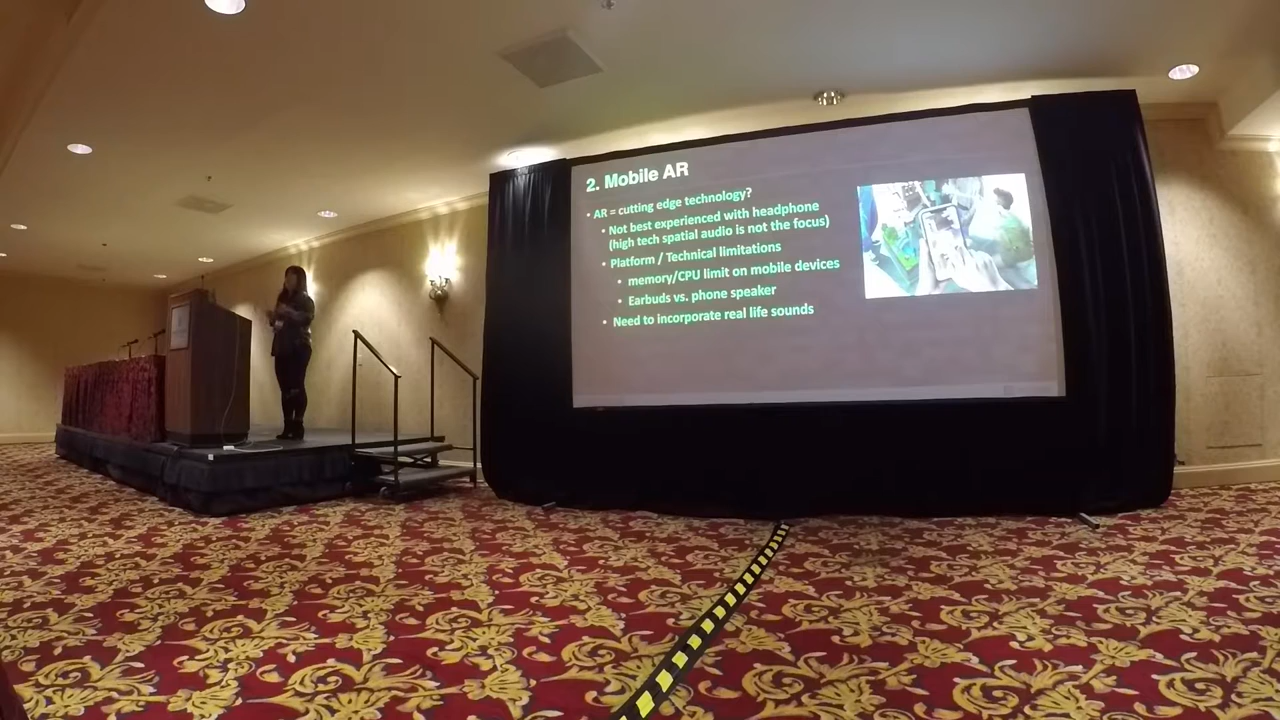 2. Mobile AR
• AR = cutting edge technology?
• Not best experienced with headphone
(high tech spatial audio is not the focus)
• Platform / Technical limitations
• memory/CPU limit on mobile devices
• Earbuds vs. phone speaker
• Need to incorporate real life sounds